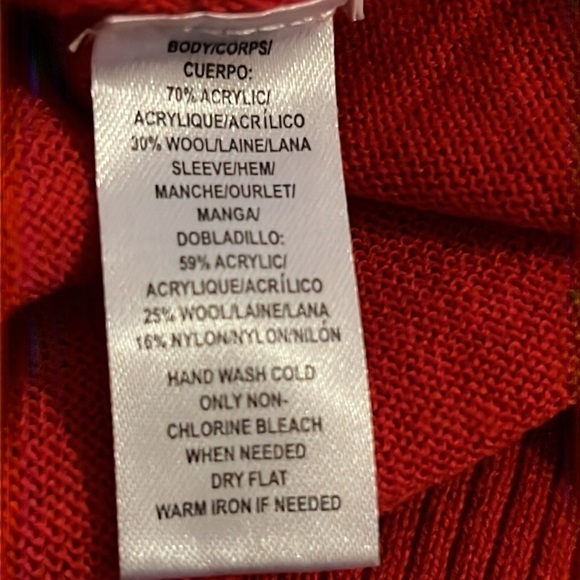 BODY/CORPS/
CUERPO:
70% ACRYLIC/
ACRYLIQUE/ACRÍLICO
30% WOOL/LAINE/LANA
SLEEVE/HEM/
MANCHE/OURLET/
MANGA/
DOBLADILLO:
59% ACRYLIC/
ACRYLIQUE/ACRÍLICO
25% WOOL/LAINE/LANA
16% NYLON/NYLON/NILÓN
HAND WASH COLD
ONLY NON-
CHLORINE BLEACH
WHEN NEEDED
DRY FLAT
WARM IRON IF NEEDED